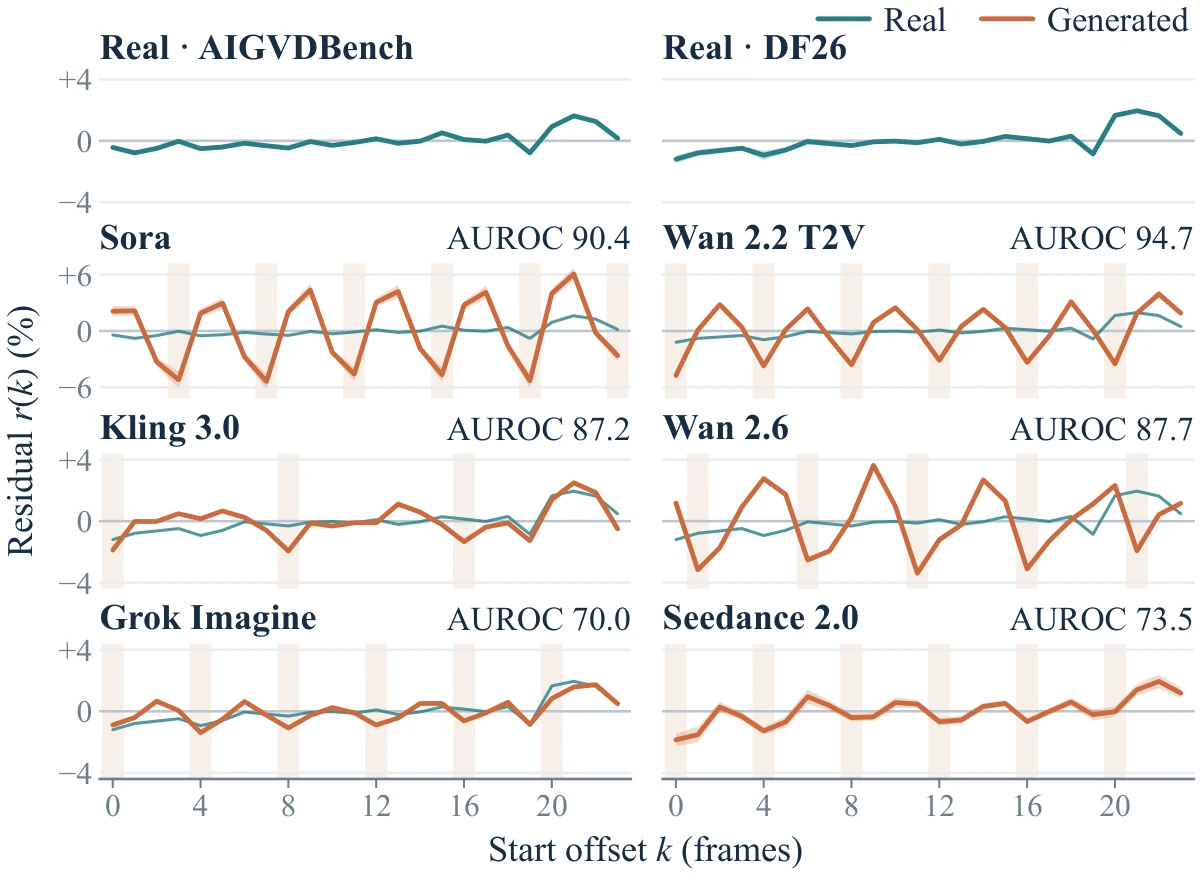 Real Generated
Real · AIGVDBench
Real · DF26
+4
0
−4
Sora AUROC 90.4
Wan 2.2 T2V AUROC 94.7
+6
0
−6
Kling 3.0 AUROC 87.2
Wan 2.6 AUROC 87.7
+4
0
−4
Grok Imagine AUROC 70.0
Seedance 2.0 AUROC 73.5
+4
0
−4
0 4 8 12 16 20
0 4 8 12 16 20
Residual r(k) (%)
Start offset k (frames)